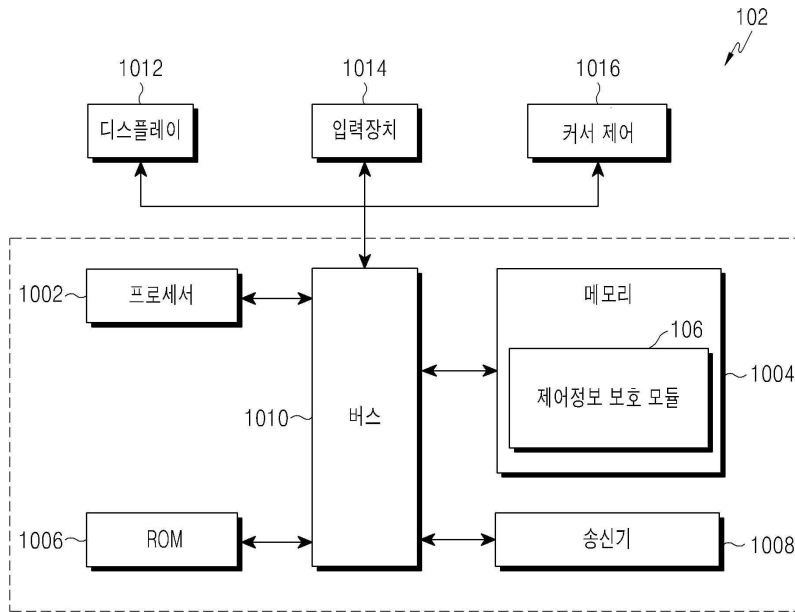 102
1012
1014
1016
디스플레이
입력장치
커서 제어
1002
프로세서
메모리
106
제어정보 보호 모듈
1004
1010
버스
1006
ROM
송신기
1008